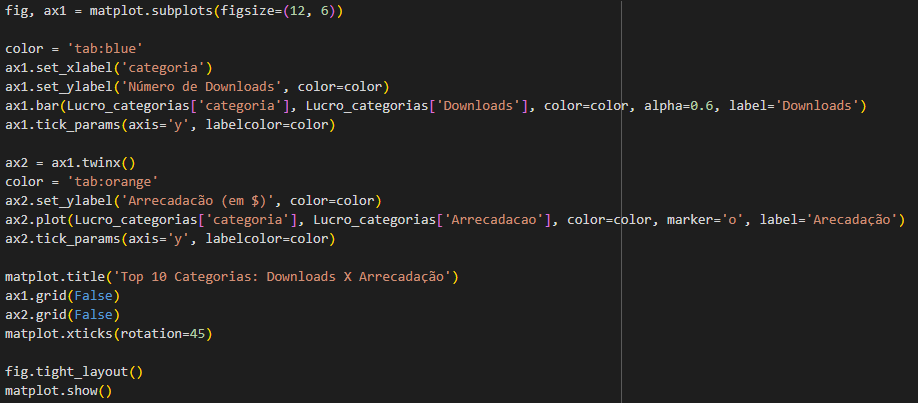 fig, ax1 = matplot.subplots(figsize=(12, 6))
color = 'tab:blue'
ax1.set_xlabel('categoria')
ax1.set_ylabel('Número de Downloads', color=color)
ax1.bar(Lucro_categorias['categoria'], Lucro_categorias['Downloads'], color=color, alpha=0.6, label='Downloads')
ax1.tick_params(axis='y', labelcolor=color)
ax2 = ax1.twinx()
color = 'tab:orange'
ax2.set_ylabel('Arrecadacão (em $)', color=color)
ax2.plot(Lucro_categorias['categoria'], Lucro_categorias['Arrecadacao'], color=color, marker='o', label='Arecadação')
ax2.tick_params(axis='y', labelcolor=color)
matplot.title('Top 10 Categorias: Downloads X Arrecadação')
ax1.grid(False)
ax2.grid(False)
matplot.xticks(rotation=45)
fig.tight_layout()
matplot.show()